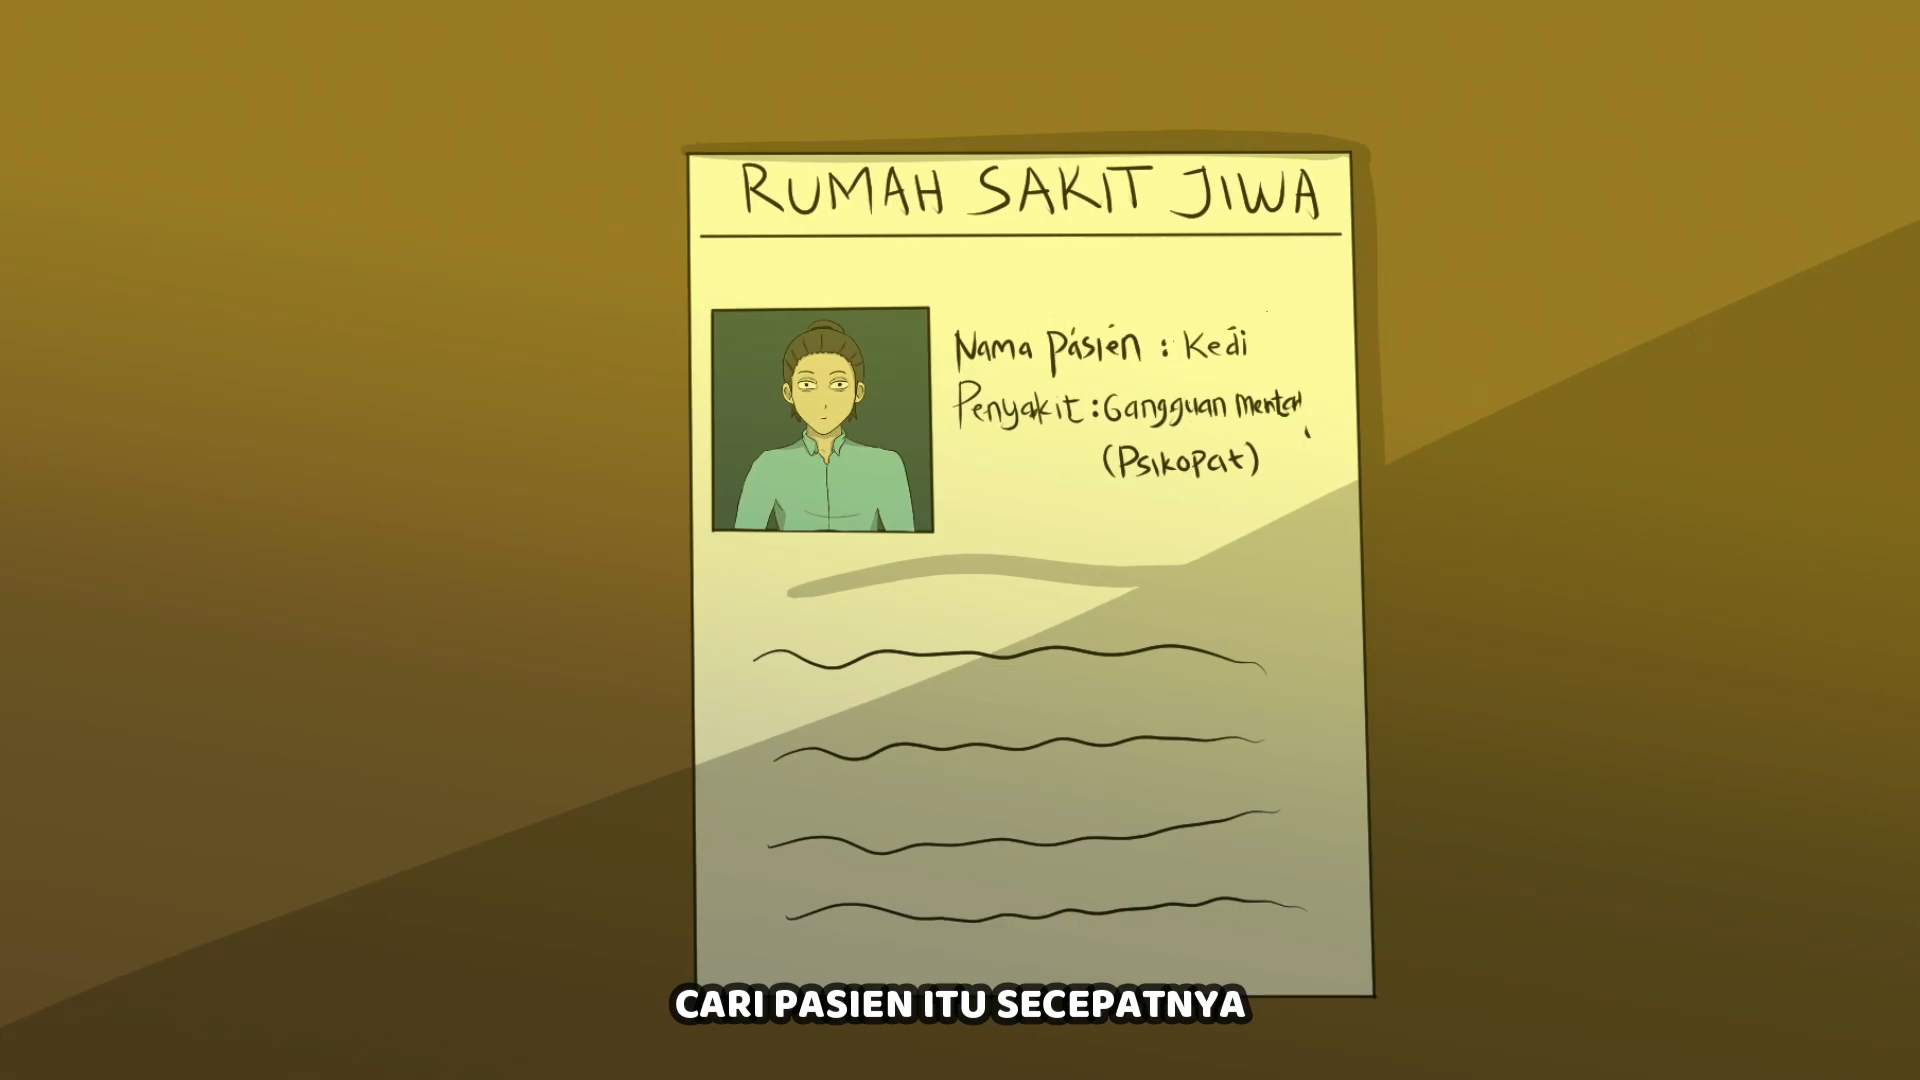 RUMAH SAKIT JIWA
Nama Pasien : Kedi
Penyakit : Gangguan Mental
(Psikopat)
CARI PASIEN ITU SECEPATNYA